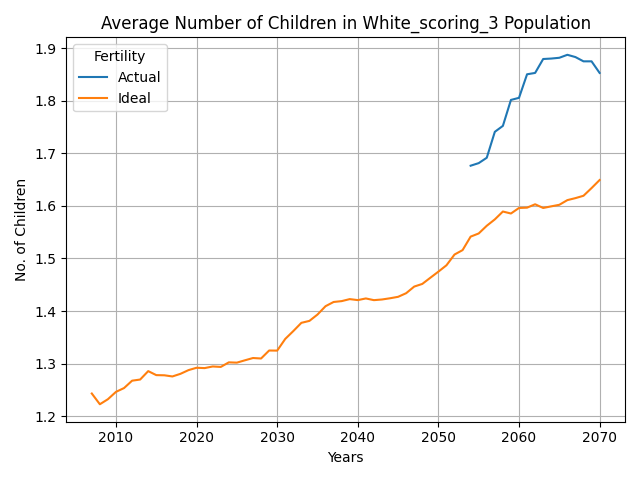 Average Number of Children in White_scoring_3 Population
Fertility
Actual
Ideal
No. of Children
1.9
1.8
1.7
1.6
1.5
1.4
1.3
1.2
2010 2020 2030 2040 2050 2060 2070
Years